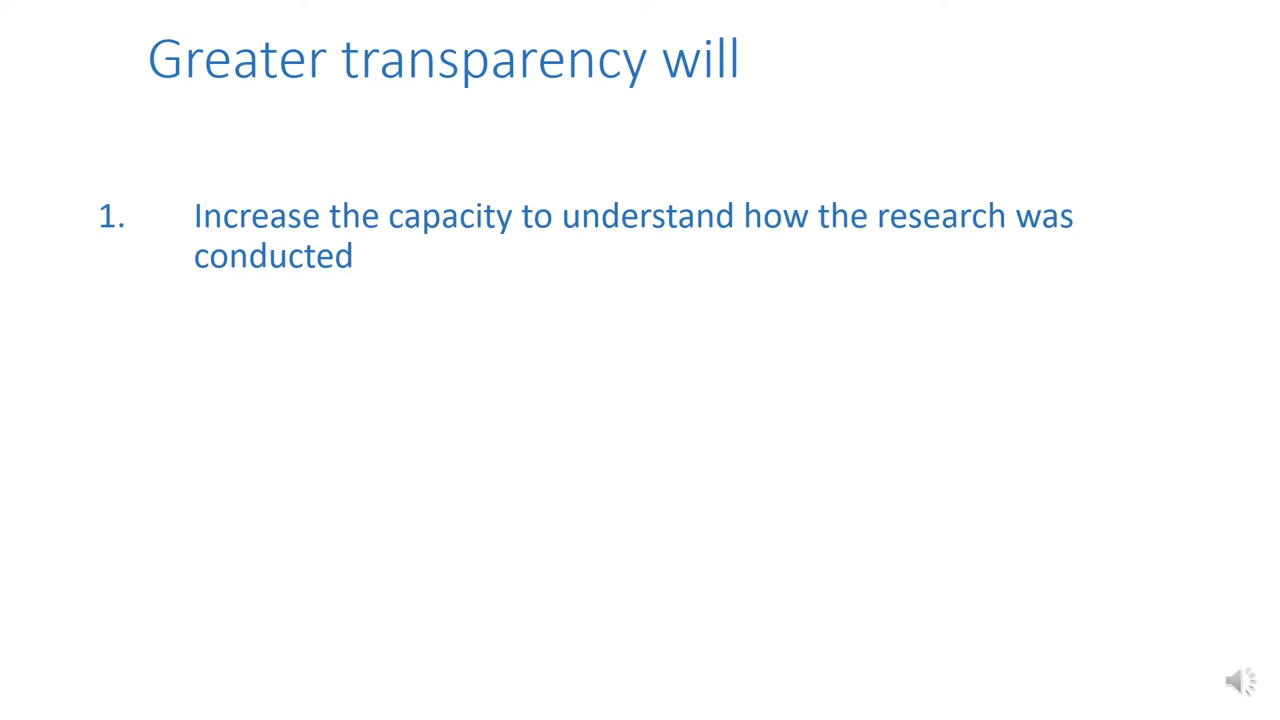 Greater transparency will
1. Increase the capacity to understand how the research was
conducted